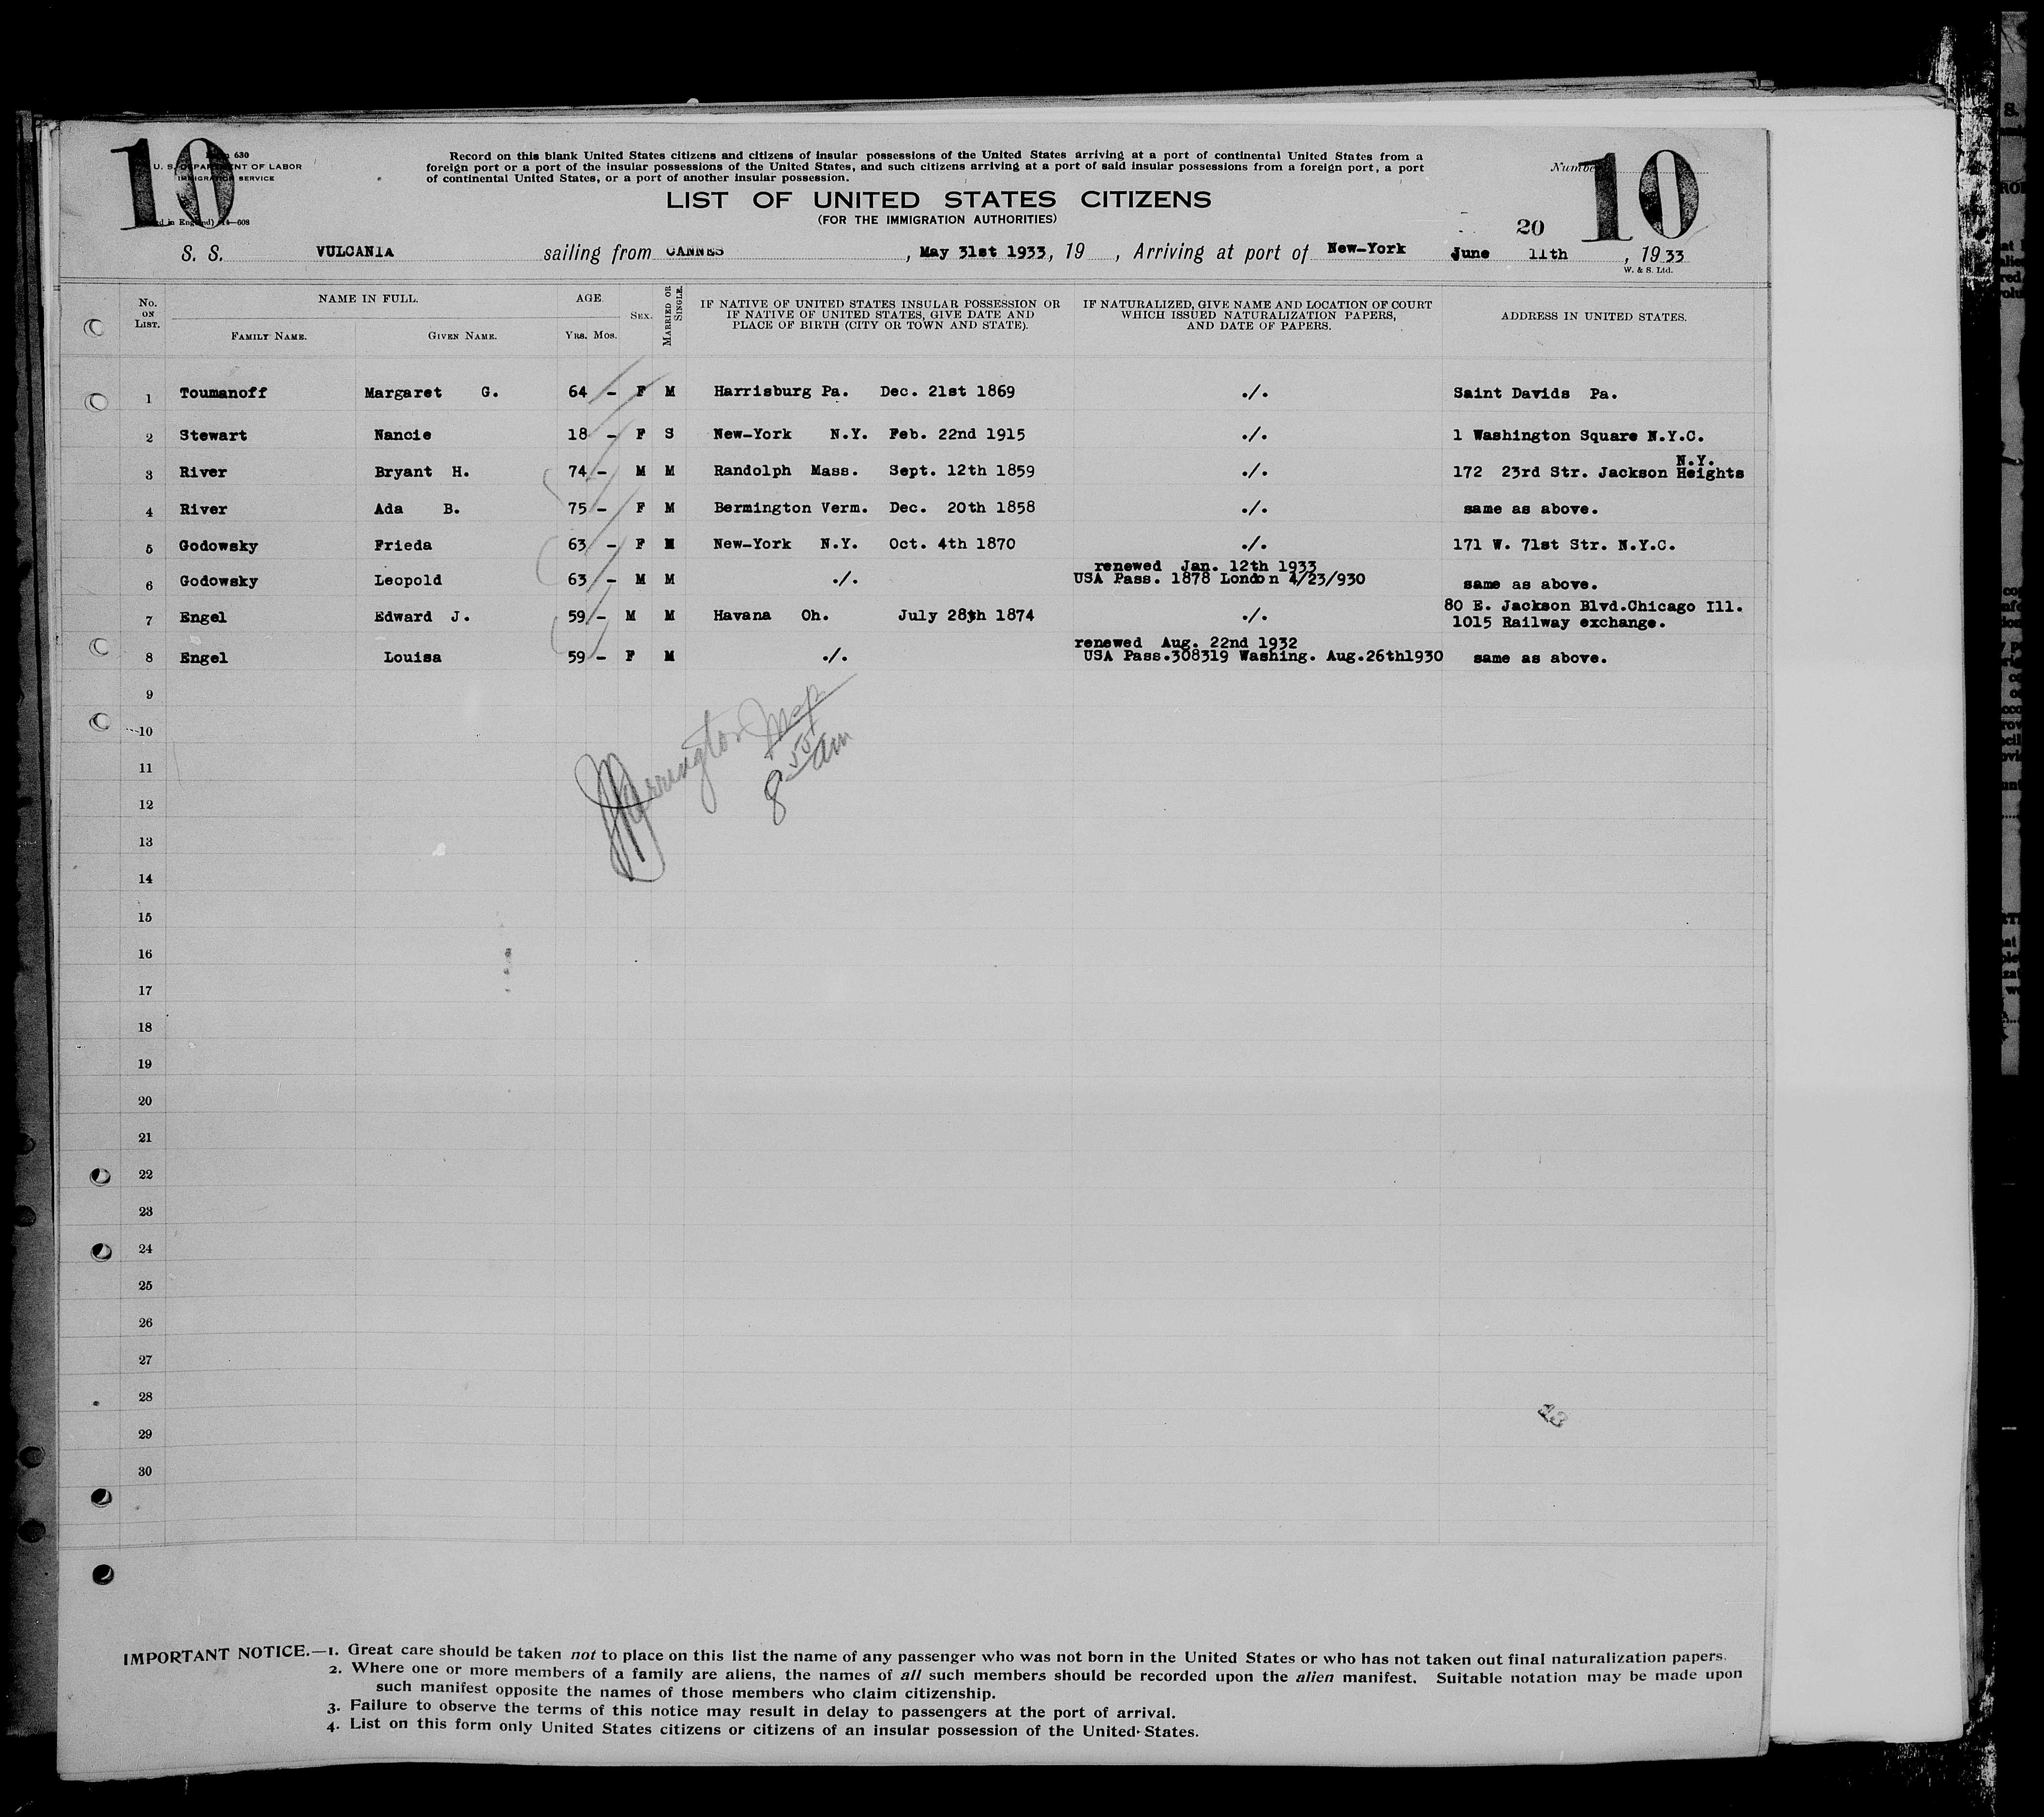 10
630
U. S. DEPARTMENT OF LABOR
IMMIGRATION SERVICE
Record on this blank United States citizens and citizens of insular possessions of the United States arriving at a port of continental United States from a
foreign port or a port of the insular possessions of the United States, and such citizens arriving at a port of said insular possessions from a foreign port, a port
of continental United States, or a port of another insular possession.
Number
10
LIST OF UNITED STATES CITIZENS
(FOR THE IMMIGRATION AUTHORITIES)
20
S. S. VULCANIA sailing from CANNES, May 31st 1933, 19 , Arriving at port of New-York June 11th, 1933
W. & S. Ltd.
No. ON LIST. NAME IN FULL. AGE. SEX. MARRIED OR SINGLE. IF NATIVE OF UNITED STATES INSULAR POSSESSION OR IF NATIVE OF UNITED STATES, GIVE DATE AND PLACE OF BIRTH (CITY OR TOWN AND STATE). IF NATURALIZED, GIVE NAME AND LOCATION OF COURT WHICH ISSUED NATURALIZATION PAPERS, AND DATE OF PAPERS. ADDRESS IN UNITED STATES.
FAMILY NAME. GIVEN NAME. YRS. MOS.
1 Toumanoff Margaret G. 64 - F M Harrisburg Pa. Dec. 21st 1869 ./. Saint Davids Pa.
2 Stewart Nancie 18 - F S New-York N.Y. Feb. 22nd 1915 ./. 1 Washington Square N.Y.C.
N.Y.
3 River Bryant H. 74 - M M Randolph Mass. Sept. 12th 1859 ./. 172 23rd Str. Jackson Heights
4 River Ada B. 75 - F M Bermington Verm. Dec. 20th 1858 ./. same as above.
5 Godowsky Frieda 63 - F M New-York N.Y. Oct. 4th 1870 ./. 171 W. 71st Str. N.Y.C.
renewed Jan. 12th 1933
6 Godowsky Leopold 63 - M M ./. USA Pass. 1878 London 4/23/930 same as above.
80 E. Jackson Blvd.Chicago Ill.
7 Engel Edward J. 59 - M M Havana Oh. July 28th 1874 ./. 1015 Railway exchange.
renewed Aug. 22nd 1932
8 Engel Louisa 59 - F M ./. USA Pass.308319 Washing. Aug.26th1930 same as above.
9
10
11
8 55 am
12
13
14
15
16
17
18
19
20
21
22
23
24
25
26
27
28
13
29
30
IMPORTANT NOTICE.—1. Great care should be taken not to place on this list the name of any passenger who was not born in the United States or who has not taken out final naturalization papers.
2. Where one or more members of a family are aliens, the names of all such members should be recorded upon the alien manifest. Suitable notation may be made upon
such manifest opposite the names of those members who claim citizenship.
3. Failure to observe the terms of this notice may result in delay to passengers at the port of arrival.
4. List on this form only United States citizens or citizens of an insular possession of the United States.